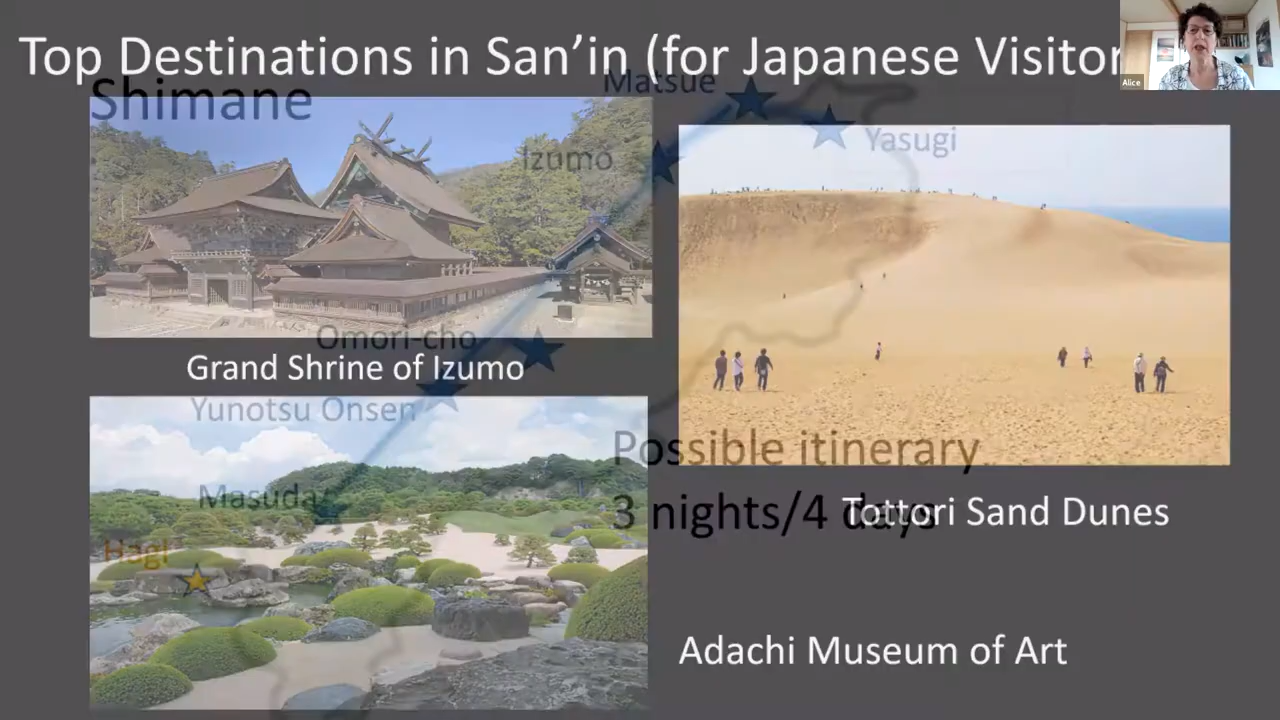 Top Destinations in San’in (for Japanese Visitor
Alice
Shimane
Matsue
Yasugi
Izumo
Omori-cho
Grand Shrine of Izumo
Yunotsu Onsen
Possible itinerary
Masuda
3 nights/4 days
Tottori Sand Dunes
Hagi
Adachi Museum of Art